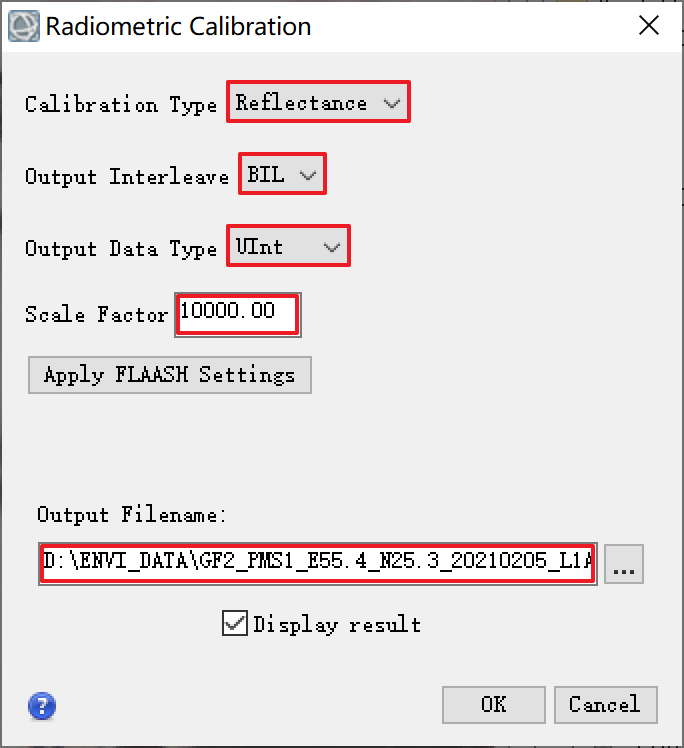 Radiometric Calibration
Calibration Type Reflectance
Output Interleave BIL
Output Data Type UInt
Scale Factor 10000.00
Apply FLAASH Settings
Output Filename:
D:\ENVI_DATA\GF2_PMS1_E55.4_N25.3_20210205_L1A ...
Display result
? OK Cancel